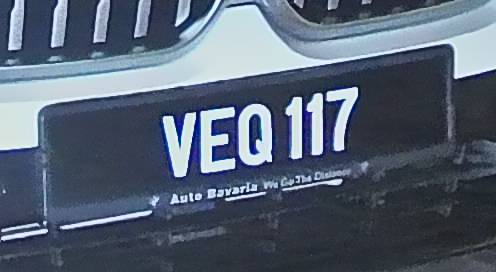 VEQ 117
Auto Bavaria We Go The Distance